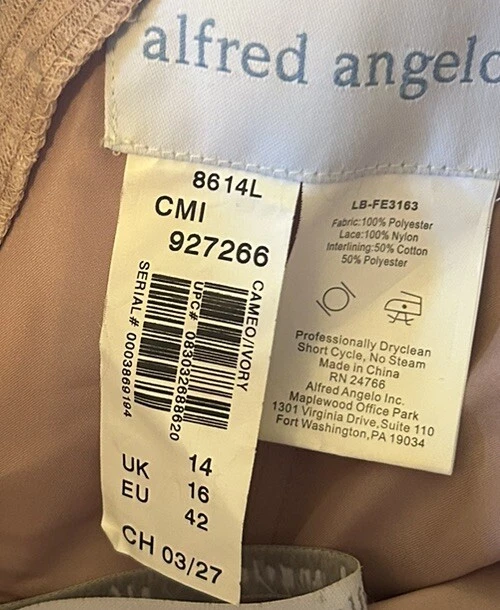 alfred angelo
8614L
CMI
927266
CAMEO/IVORY
UPC# 063032688620
SERIAL# 0003869194
14
UK 16
EU 42
CH 03/27
LB-FE3163
Fabric:100% Polyester
Lace:100% Nylon
Interlining:50% Cotton
50% Polyester
Professionally Dryclean
Short Cycle, No Steam
Made in China
RN 24766
Alfred Angelo Inc.
Maplewood Office Park
1301 Virginia Drive,Suite 110
Fort Washington,PA 19034